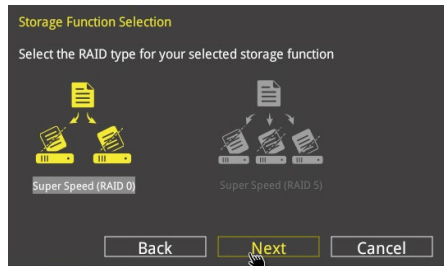 Storage Function Selection
Select the RAID type for your selected storage function
Super Speed (RAID 0)
Super Speed (RAID 5)
Back
Next
Cancel